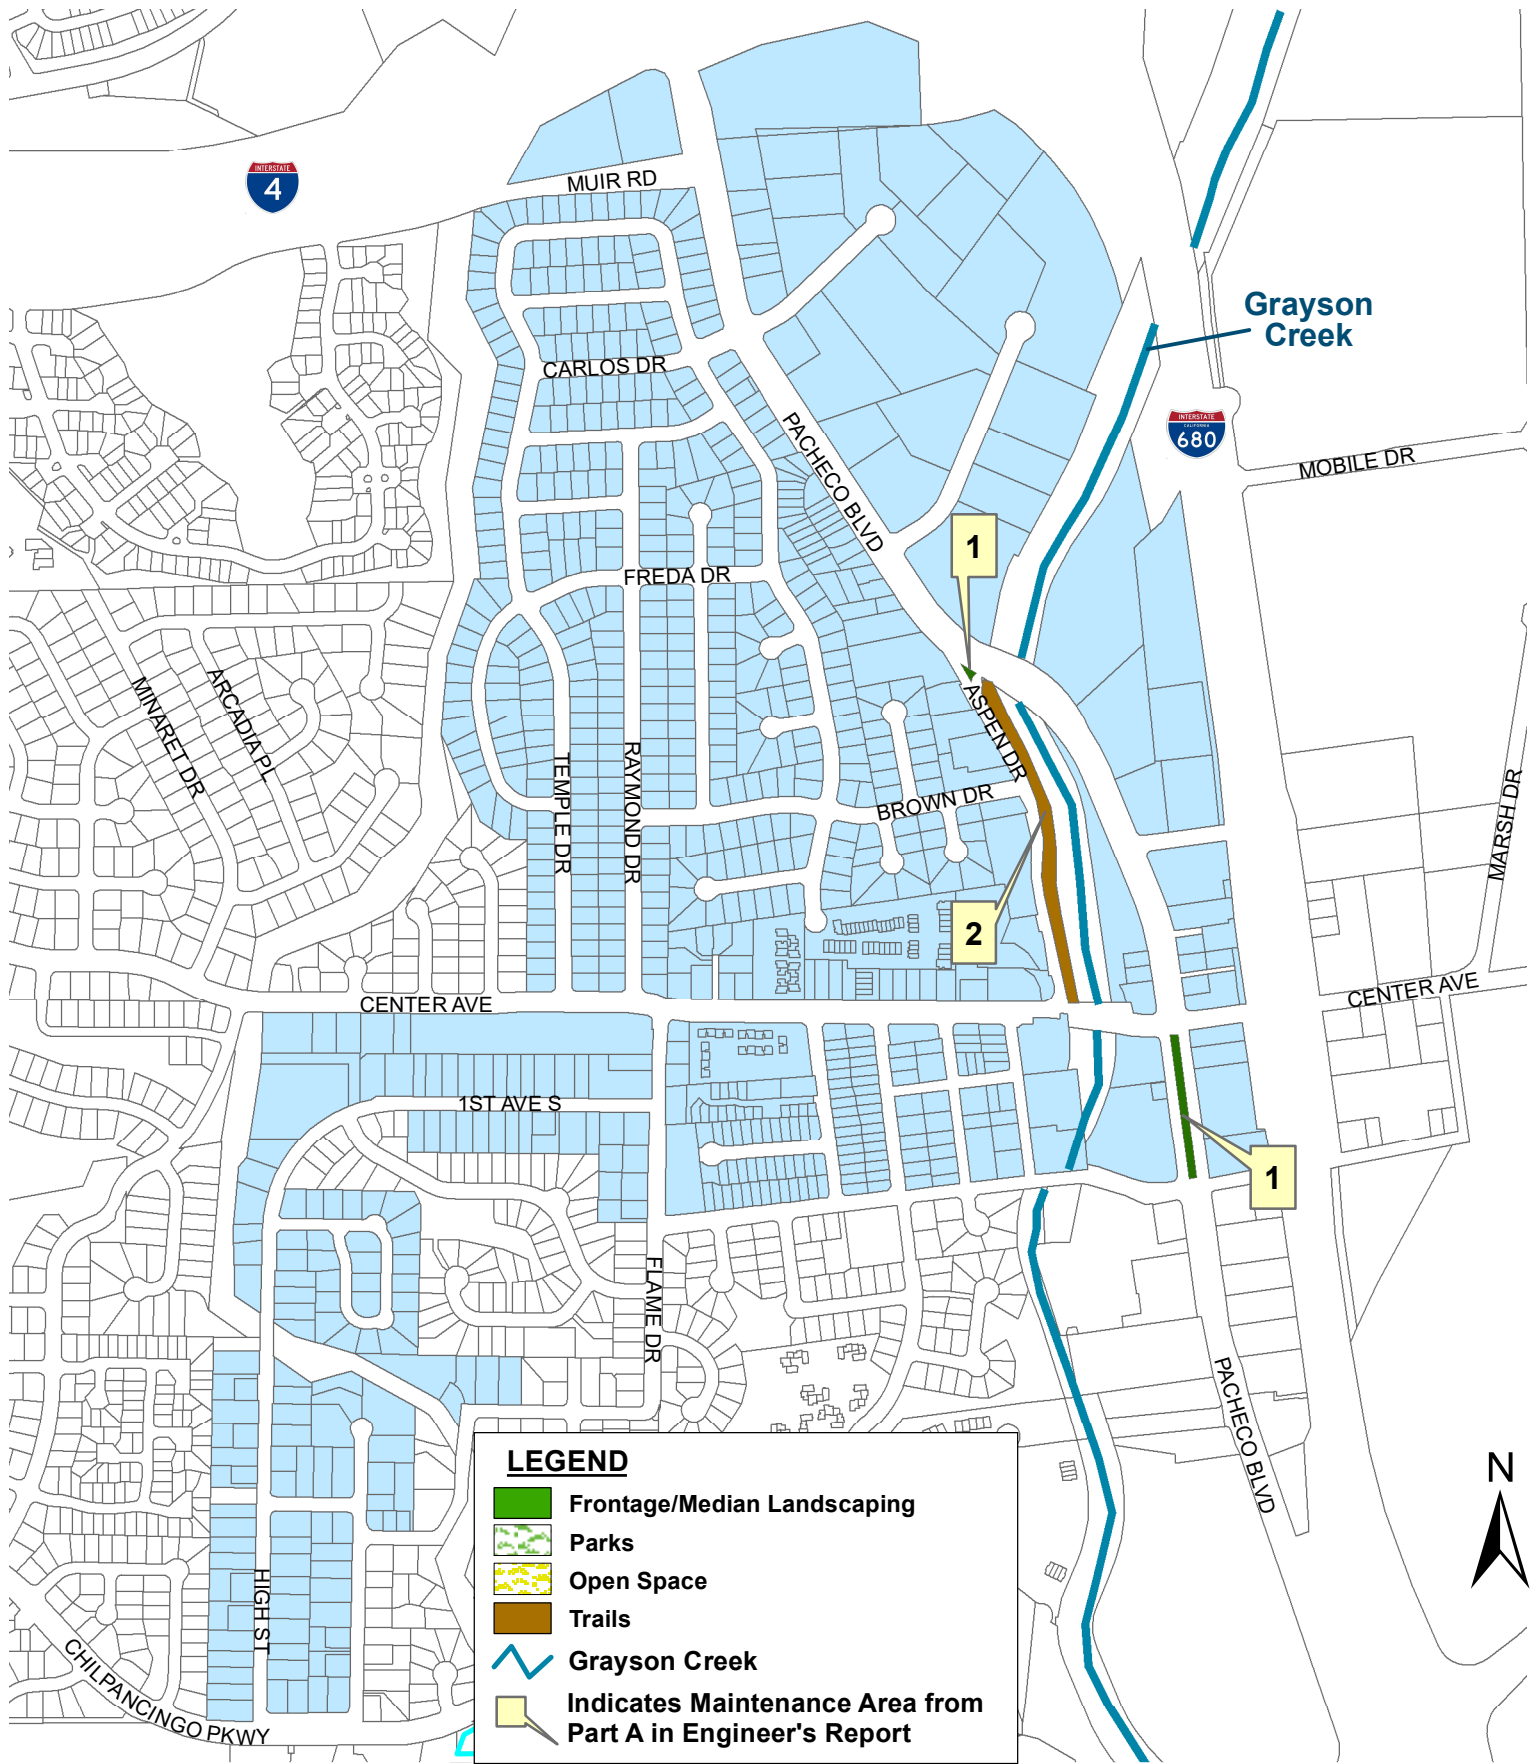 INTERSTATE
4
MUIR RD
Grayson
Creek
CARLOS DR
INTERSTATE
CALIFORNIA
680
MOBILE DR
PACHECO BLVD
1
FREDA DR
ASPEN DR
MINARET DR
ARCADIA PL
TEMPLE DR
RAYMOND DR
BROWN DR
MARSH DR
2
CENTER AVE
CENTER AVE
1ST AVE S
1
FLAME DR
PACHECO BLVD
HIGH ST
CHILPANCINGO PKWY
N
LEGEND
Frontage/Median Landscaping
Parks
Open Space
Trails
Grayson Creek
Indicates Maintenance Area from
Part A in Engineer's Report